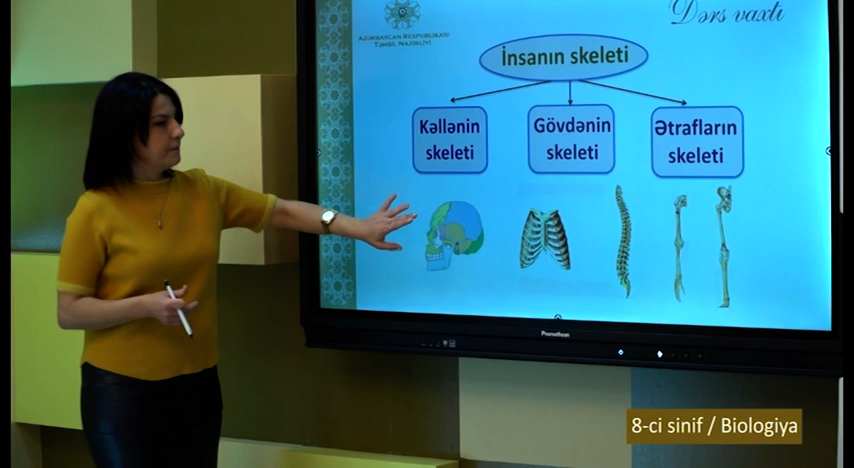 Dərs vaxtı
AZƏRBAYCAN RESPUBLİKASI
TƏHSİL NAZİRLİYİ
İnsanın skeleti
Kəllənin
skeleti
Gövdənin
skeleti
Ətrafların
skeleti
Promethean
8-ci sinif / Biologiya